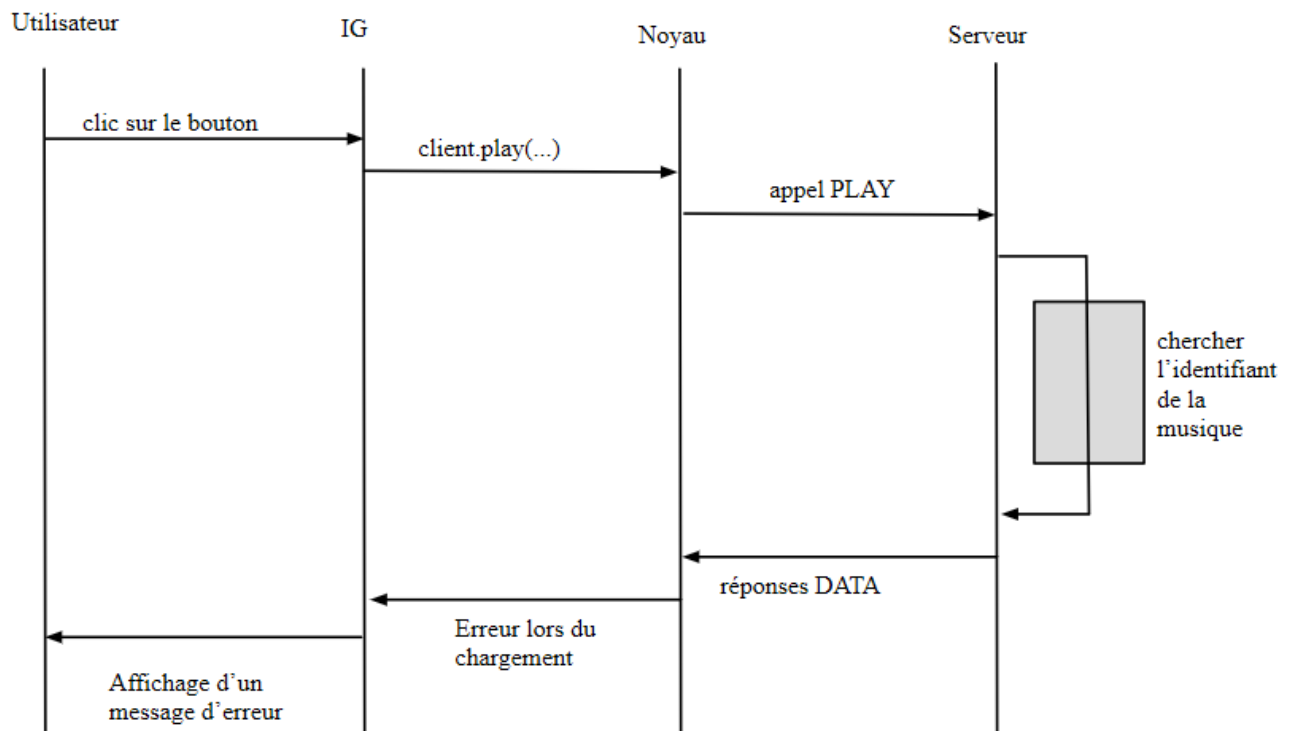 Utilisateur
IG
Noyau
Serveur
clic sur le bouton
client.play(...)
appel PLAY
chercher
l’identifiant
de la
musique
réponses DATA
Erreur lors du
chargement
Affichage d’un
message d’erreur